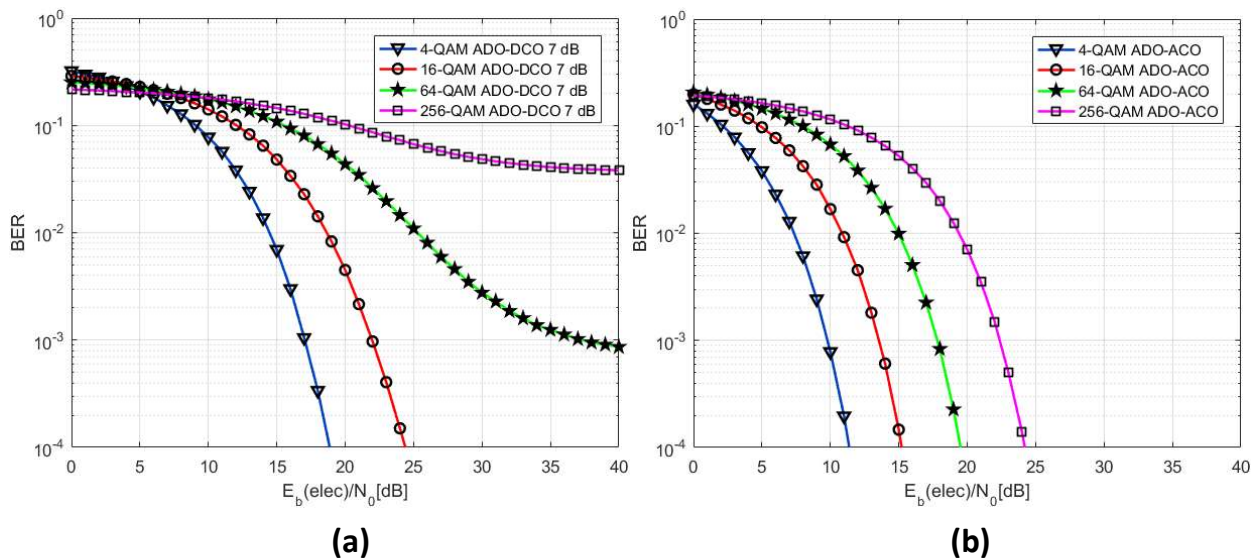 10^0
10^-1
10^-2
10^-3
10^-4
BER
0 5 10 15 20 25 30 35 40
E_b(elec)/N_0[dB]
4-QAM ADO-DCO 7 dB
16-QAM ADO-DCO 7 dB
64-QAM ADO-DCO 7 dB
256-QAM ADO-DCO 7 dB
(a)
10^0
10^-1
10^-2
10^-3
10^-4
BER
0 5 10 15 20 25 30 35 40
E_b(elec)/N_0[dB]
4-QAM ADO-ACO
16-QAM ADO-ACO
64-QAM ADO-ACO
256-QAM ADO-ACO
(b)